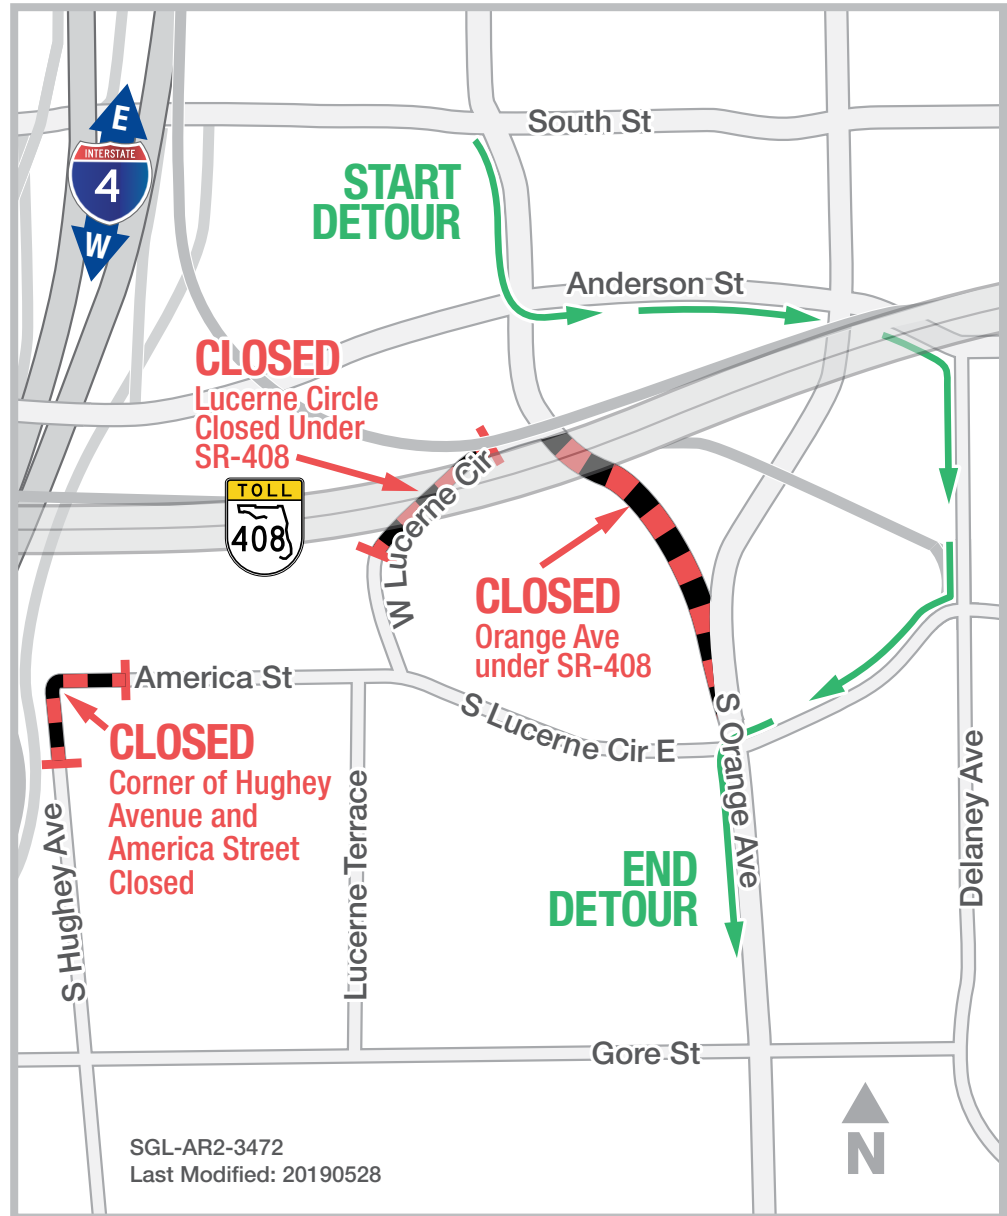 E
INTERSTATE
4
W
South St
START
DETOUR
Anderson St
CLOSED
Lucerne Circle
Closed Under
SR-408
TOLL
408
W Lucerne Cir
CLOSED
Orange Ave
under SR-408
America St
S Lucerne Cir E
CLOSED
Corner of Hughey
Avenue and
America Street
Closed
S Orange Ave
S Hughey Ave
Lucerne Terrace
Delaney Ave
END
DETOUR
Gore St
SGL-AR2-3472
Last Modified: 20190528
N